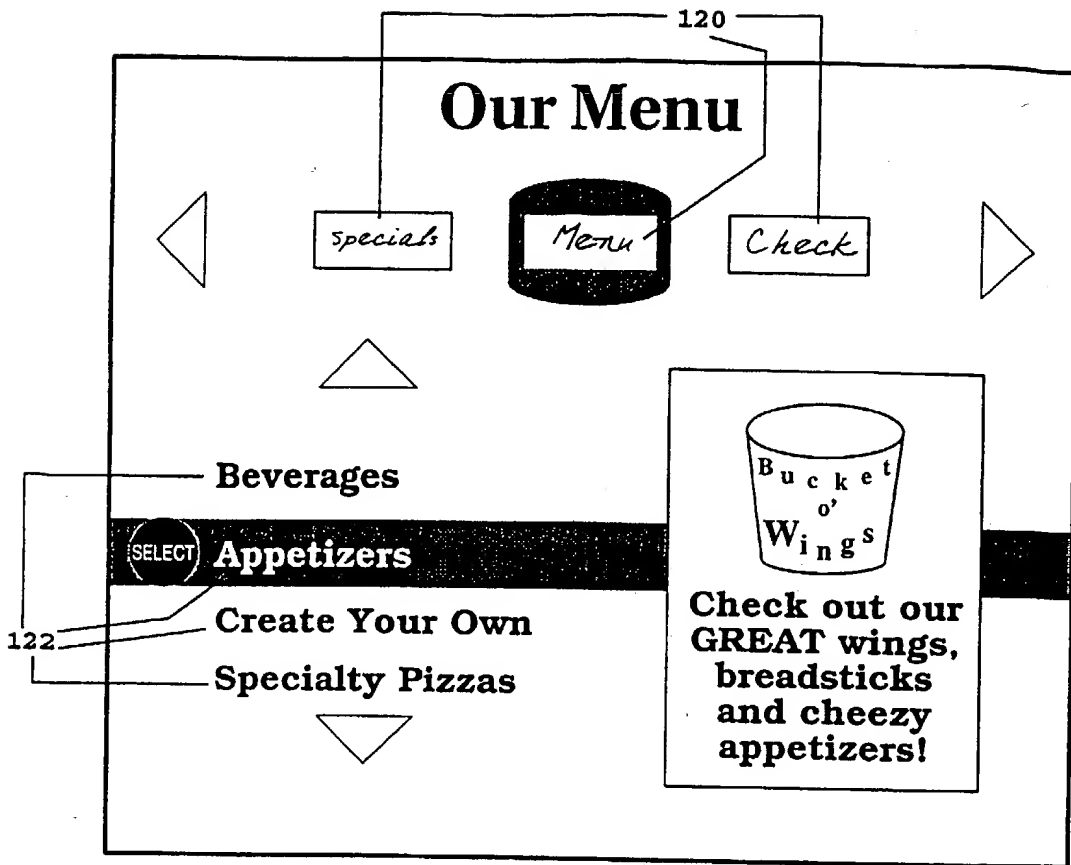 120
Our Menu
Specials Menu Check
Beverages
SELECT Appetizers
Create Your Own
122
Specialty Pizzas
Bucket
o'
Wings
Check out our
GREAT wings,
breadsticks
and cheezy
appetizers!